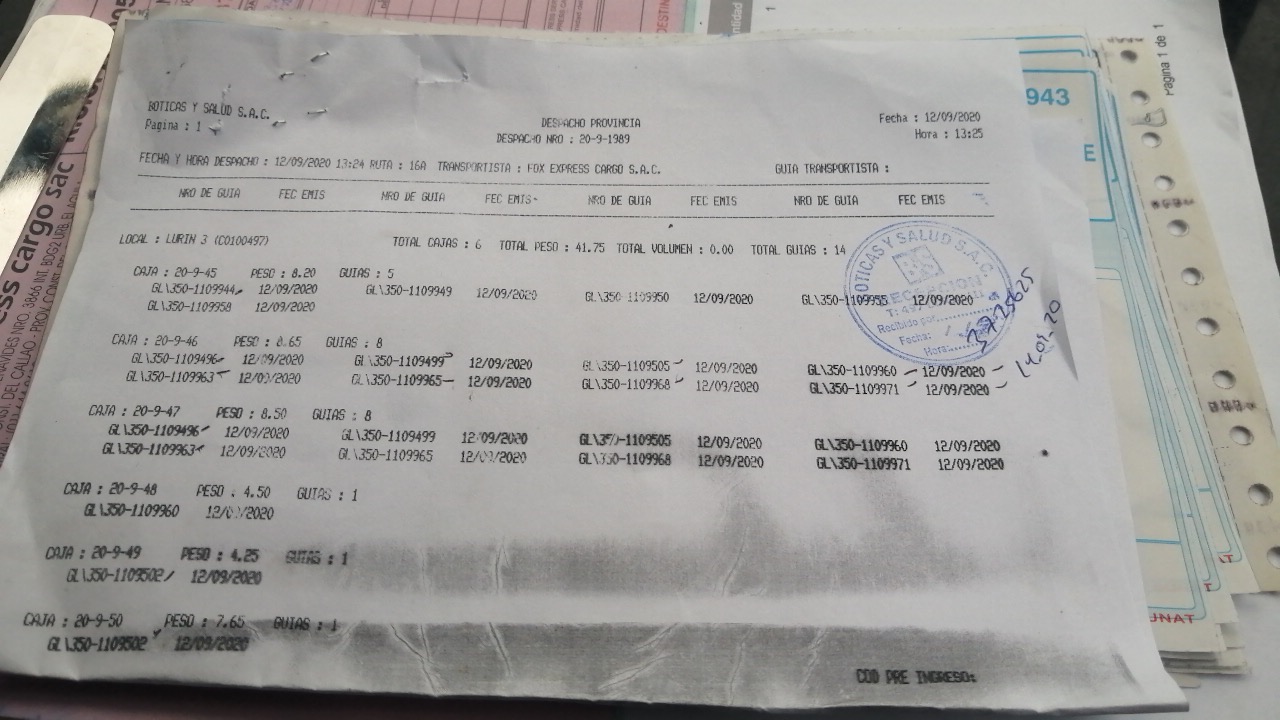 BOTICAS Y SALUD S.A.C.
Pagina : 1
DESPACHO PROVINCIA
DESPACHO NRO : 20-9-1989
Fecha : 12/09/2020
Hora : 13:25
FECHA Y HORA DESPACHO : 12/09/2020 13:24 RUTA : 16A TRANSPORTISTA : FOX EXPRESS CARGO S.A.C. GUIA TRANSPORTISTA :
NRO DE GUIA FEC EMIS NRO DE GUIA FEC EMIS NRO DE GUIA FEC EMIS NRO DE GUIA FEC EMIS
LOCAL : LURIN 3 (C0100497) TOTAL CAJAS : 6 TOTAL PESO : 41.75 TOTAL VOLUMEN : 0.00 TOTAL GUIAS : 14
CAJA : 20-9-45 PESO : 8.20 GUIAS : 5
GL\350-1109944 12/09/2020 GL\350-1109949 12/09/2020 GL\350-1109950 12/09/2020 12/09/2020
GL\350-1109958 12/09/2020
CAJA : 20-9-46 PESO : 8.65 GUIAS : 8
GL\350-1109496 12/09/2020 GL\350-1109499 12/09/2020 GL\350-1109505 12/09/2020 GL\350-1109960 12/09/2020
GL\350-1109963 12/09/2020 GL\350-1109965 12/09/2020 GL\350-1109968 12/09/2020 GL\350-1109971 12/09/2020
CAJA : 20-9-47 PESO : 8.50 GUIAS : 8
GL\350-1109496 12/09/2020 GL\350-1109499 12/09/2020 GL\350-1109505 12/09/2020 GL\350-1109960 12/09/2020
GL\350-1109963 12/09/2020 GL\350-1109965 12/09/2020 GL\350-1109968 12/09/2020 GL\350-1109971 12/09/2020
CAJA : 20-9-48 PESO : 4.50 GUIAS : 1
GL\350-1109960 12/09/2020
CAJA : 20-9-49 PESO : 4.25 GUIAS : 1
GL\350-1109502 12/09/2020
CAJA : 20-9-50 PESO : 7.65 GUIAS : 1
GL\350-1109502 12/09/2020
COD PRE INGRESO:
BOTICAS Y SALUD S.A.C.
RECEPCION
Recibido por:
Fecha:
Hora:
943
E
Pagina 1 de 1
cargo sac